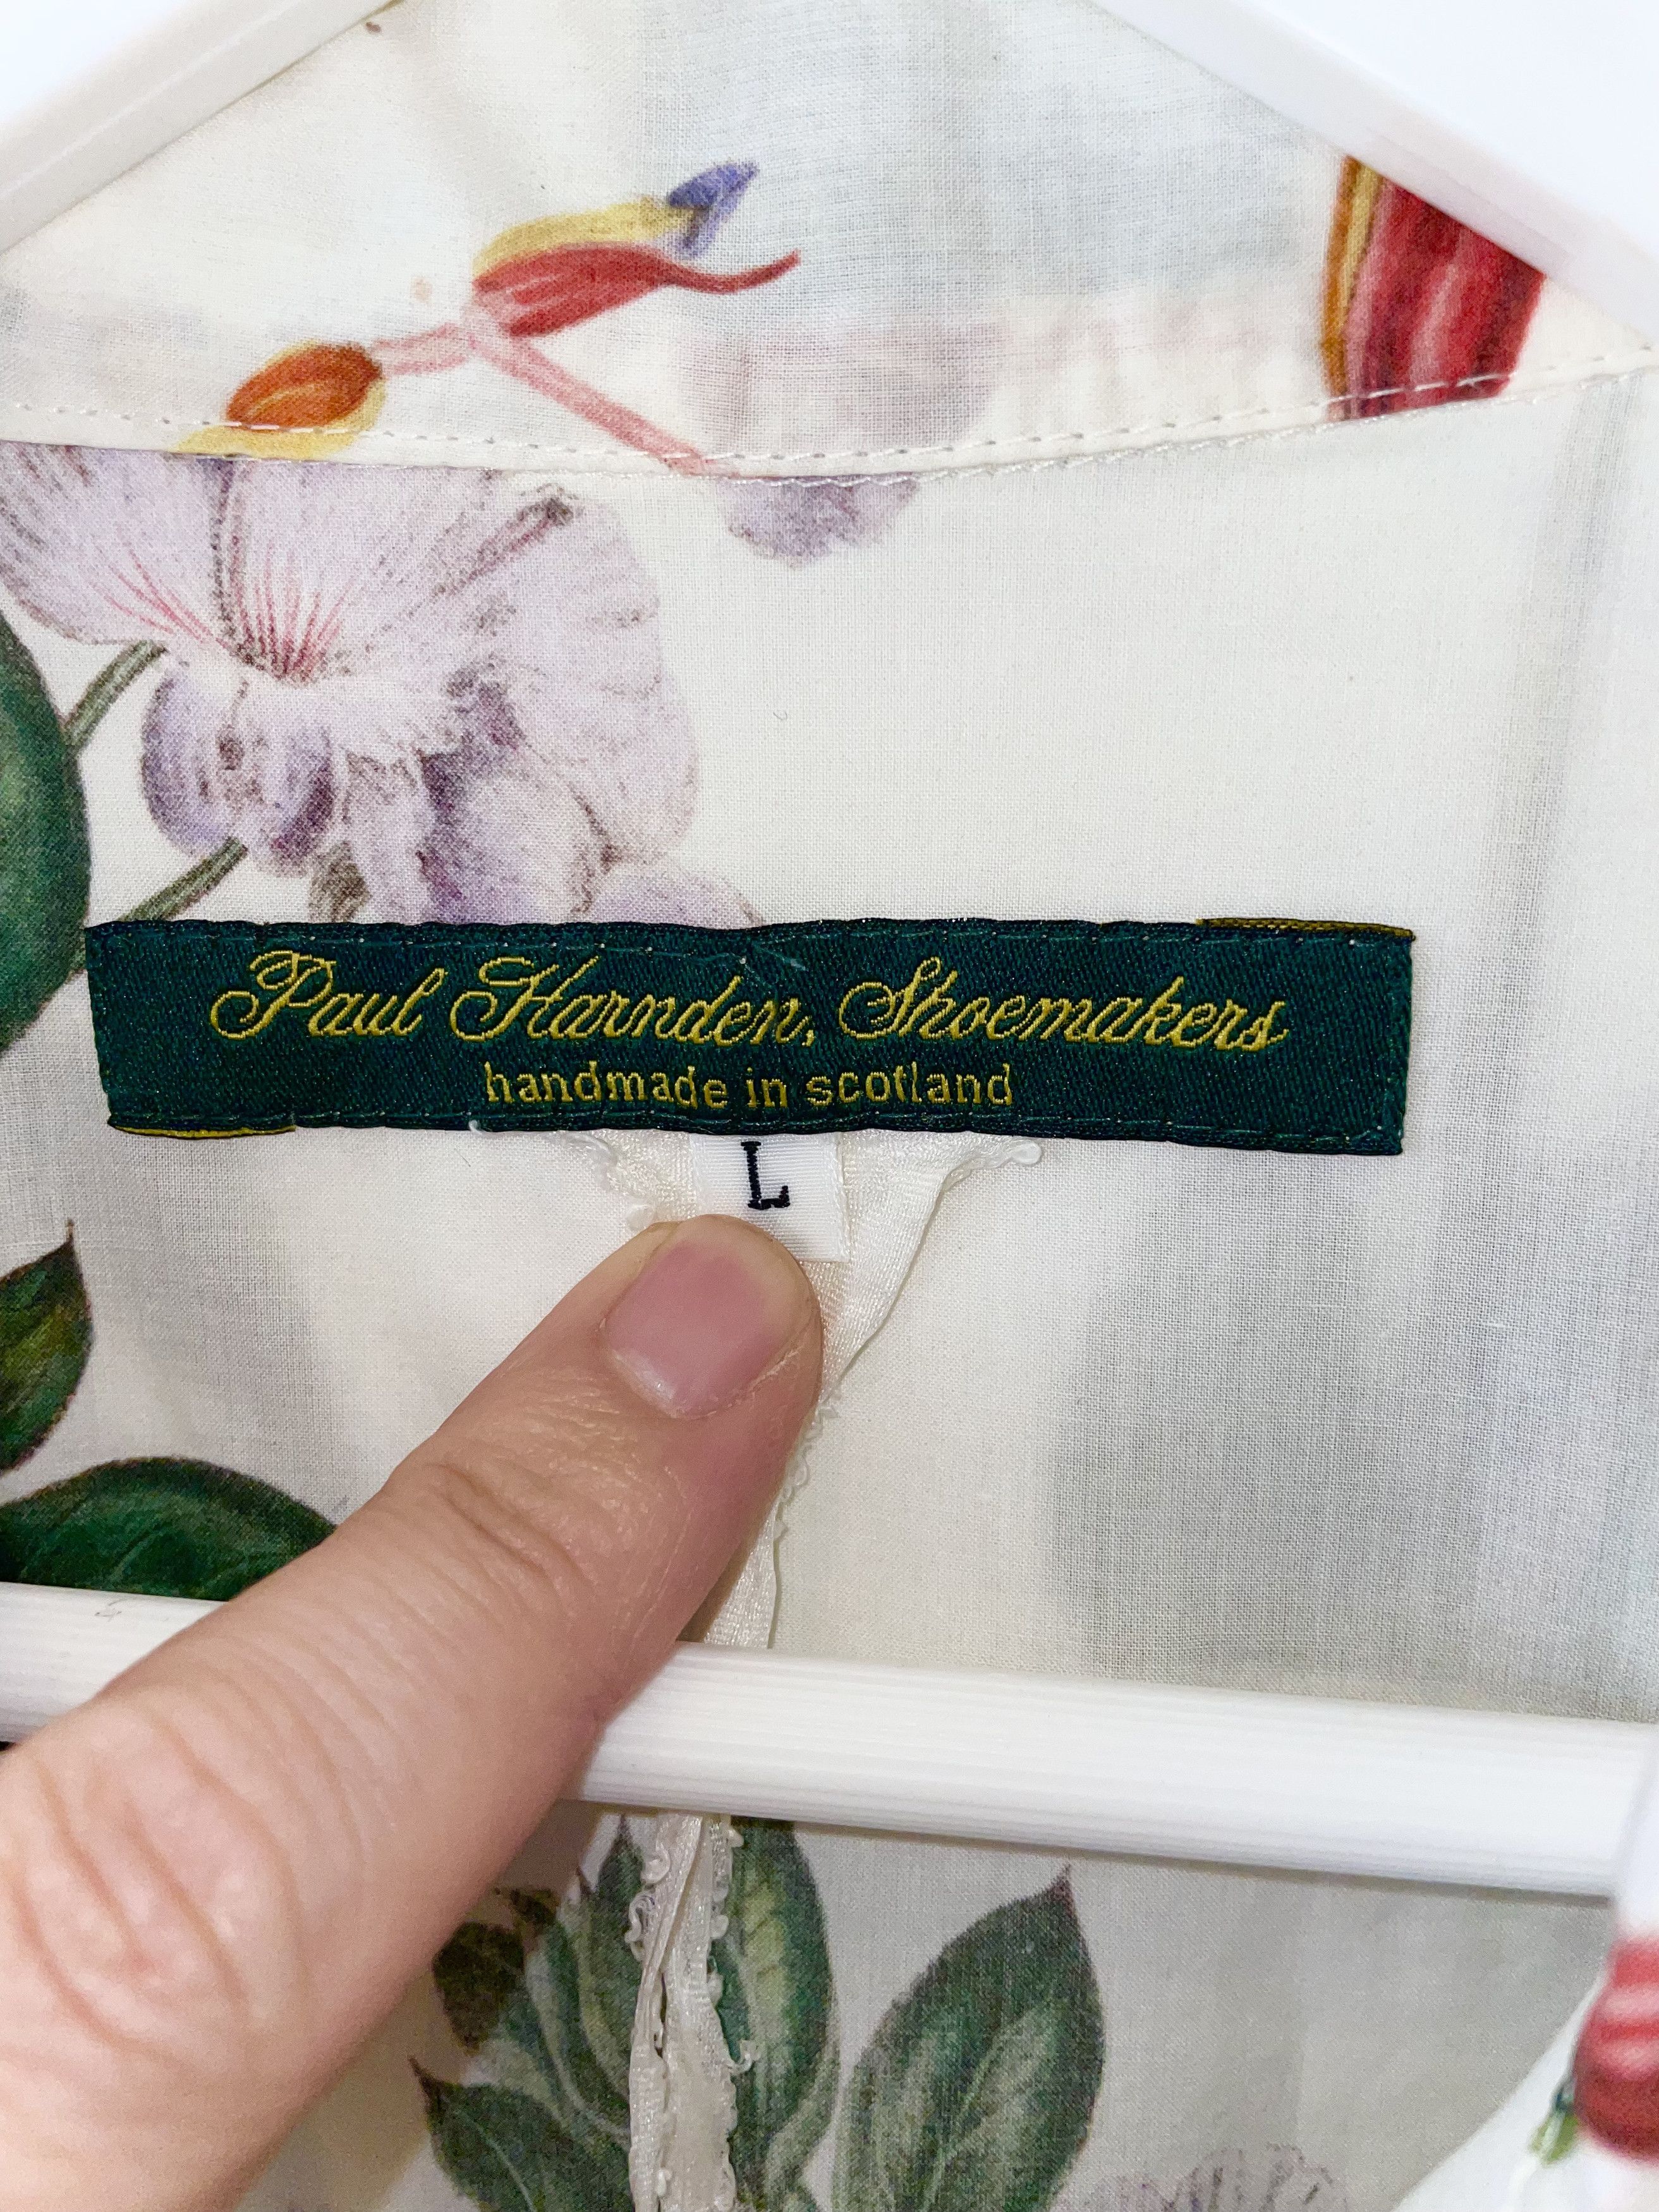 Paul Harnden, Shoemakers
handmade in scotland
L